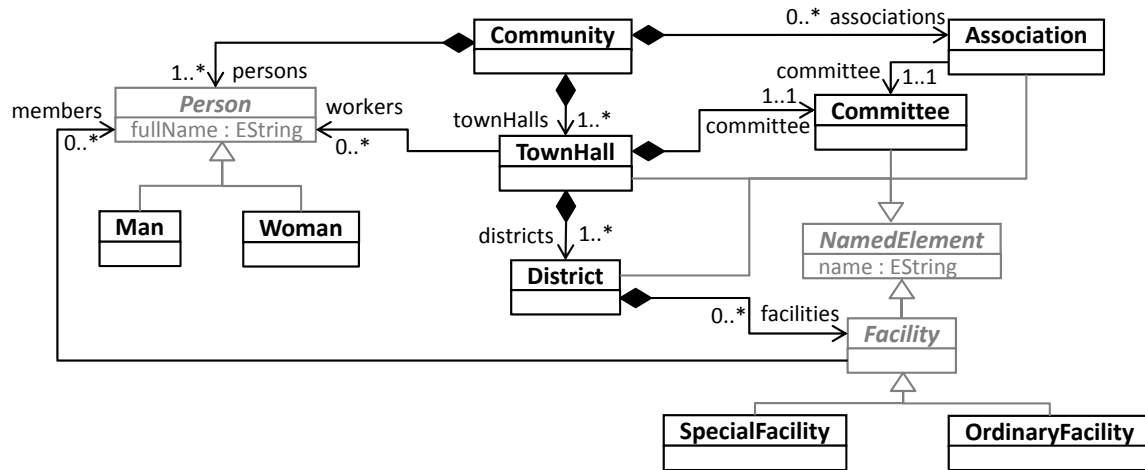 Community
0..* associations
Association
1..* persons
committee
1..1
members
Person
workers
1..1
Committee
fullName : EString
townHalls
1..*
committee
0..*
0..*
TownHall
Man
Woman
districts
1..*
NamedElement
name : EString
District
0..*
facilities
Facility
SpecialFacility
OrdinaryFacility